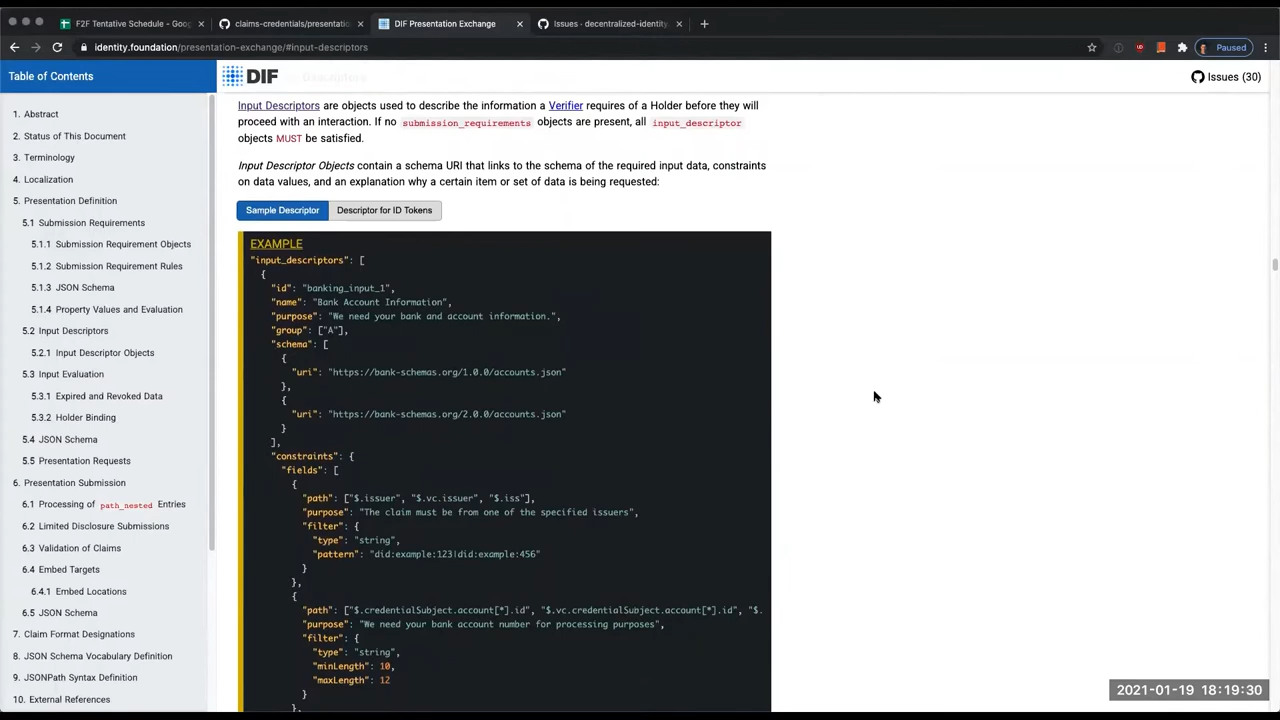 F2F Tentative Schedule - Goog
claims-credentials/presentatio
DIF Presentation Exchange
Issues · decentralized-identity
identity.foundation/presentation-exchange/#input-descriptors
Paused
Table of Contents
1. Abstract
2. Status of This Document
3. Terminology
4. Localization
5. Presentation Definition
5.1 Submission Requirements
5.1.1 Submission Requirement Objects
5.1.2 Submission Requirement Rules
5.1.3 JSON Schema
5.1.4 Property Values and Evaluation
5.2 Input Descriptors
5.2.1 Input Descriptor Objects
5.3 Input Evaluation
5.3.1 Expired and Revoked Data
5.3.2 Holder Binding
5.4 JSON Schema
5.5 Presentation Requests
6. Presentation Submission
6.1 Processing of path_nested Entries
6.2 Limited Disclosure Submissions
6.3 Validation of Claims
6.4 Embed Targets
6.4.1 Embed Locations
6.5 JSON Schema
7. Claim Format Designations
8. JSON Schema Vocabulary Definition
9. JSONPath Syntax Definition
10. External References
DIF
Issues (30)
Input Descriptors are objects used to describe the information a Verifier requires of a Holder before they will
proceed with an interaction. If no submission_requirements objects are present, all input_descriptor
objects MUST be satisfied.
Input Descriptor Objects contain a schema URI that links to the schema of the required input data, constraints
on data values, and an explanation why a certain item or set of data is being requested:
Sample Descriptor
Descriptor for ID Tokens
EXAMPLE
"input_descriptors": [
{
"id": "banking_input_1",
"name": "Bank Account Information",
"purpose": "We need your bank and account information.",
"group": ["A"],
"schema": [
{
"uri": "https://bank-schemas.org/1.0.0/accounts.json"
},
{
"uri": "https://bank-schemas.org/2.0.0/accounts.json"
}
],
"constraints": {
"fields": [
{
"path": ["$.issuer", "$.vc.issuer", "$.iss"],
"purpose": "The claim must be from one of the specified issuers",
"filter": {
"type": "string",
"pattern": "did:example:123|did:example:456"
}
},
{
"path": ["$.credentialSubject.account[*].id", "$.vc.credentialSubject.account[*].id", "$.
"purpose": "We need your bank account number for processing purposes",
"filter": {
"type": "string",
"minLength": 10,
"maxLength": 12
}
},
2021-01-19 18:19:30